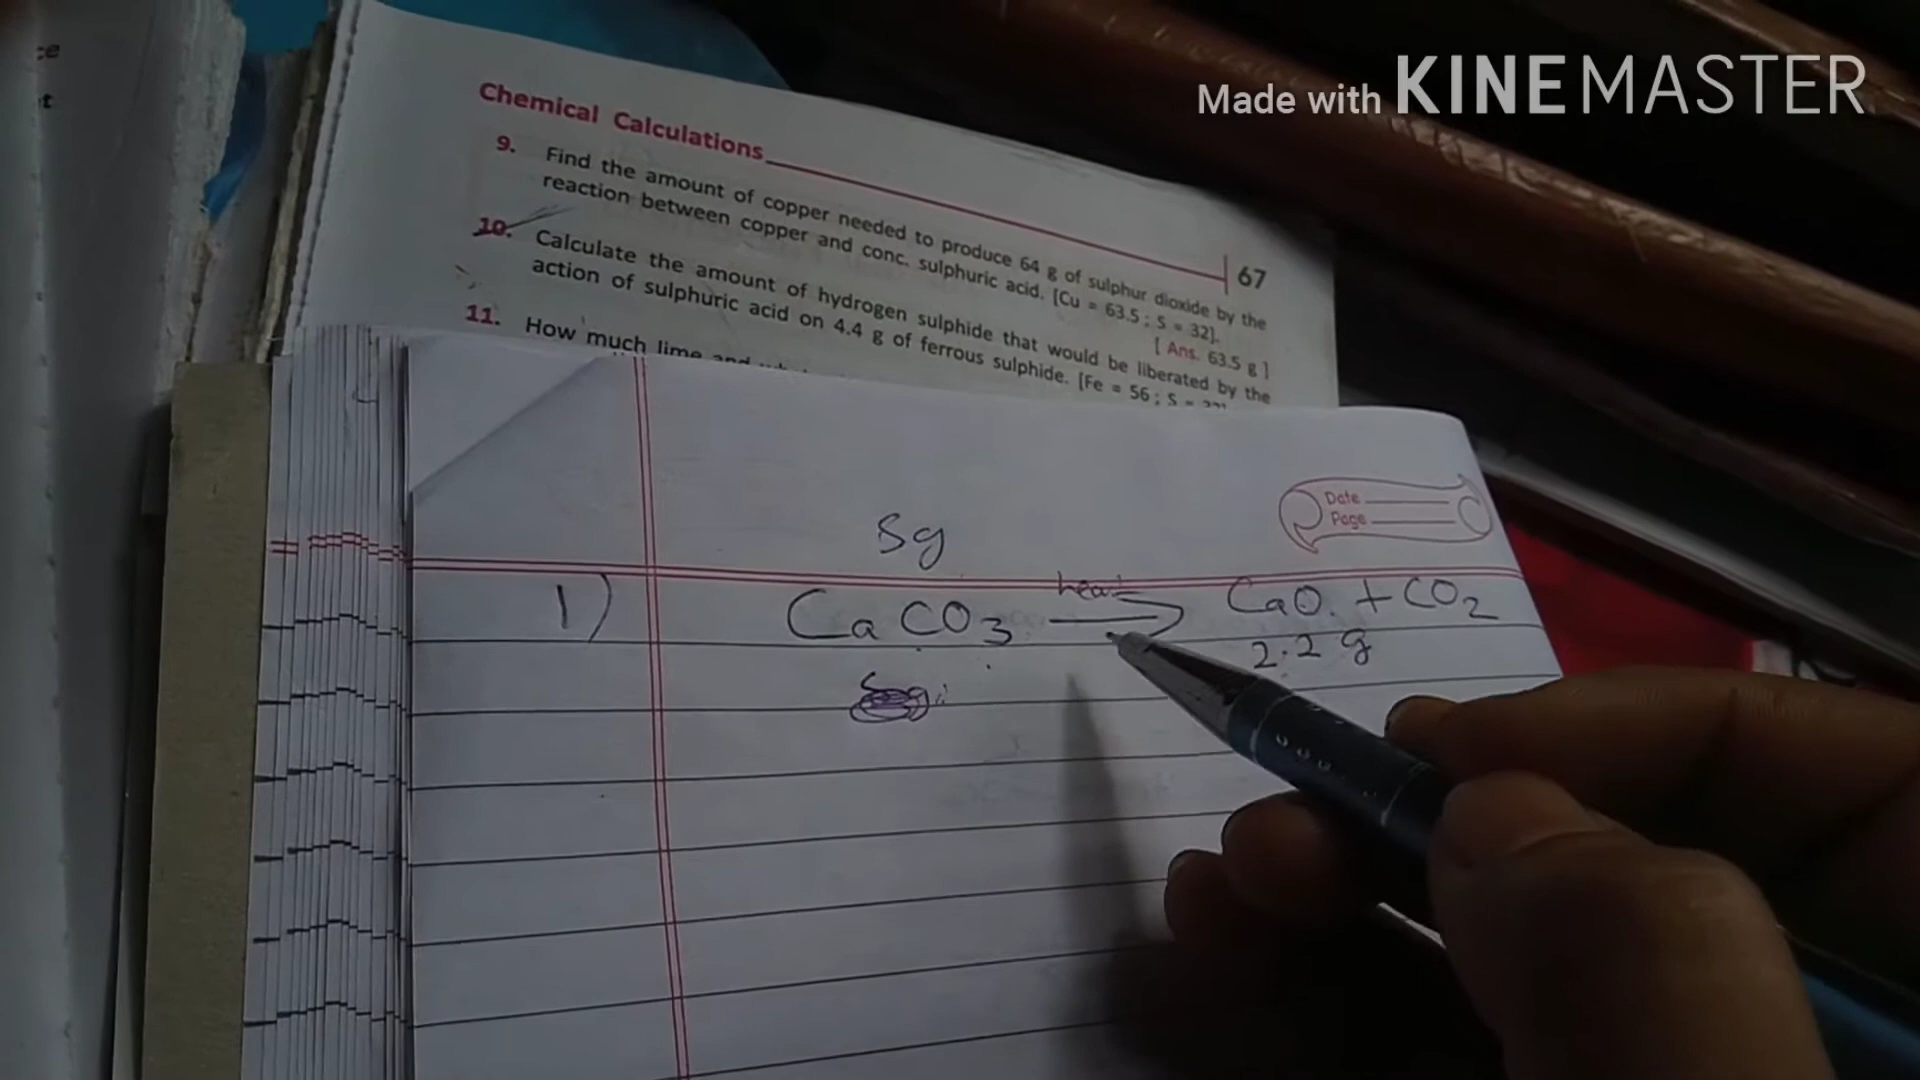 Made with KINEMASTER
Chemical Calculations
67
9. Find the amount of copper needed to produce 64 g of sulphur dioxide by the
reaction between copper and conc. sulphuric acid. [Cu = 63.5 ; S = 32].
[ Ans. 63.5 g ]
10. Calculate the amount of hydrogen sulphide that would be liberated by the
action of sulphuric acid on 4.4 g of ferrous sulphide. [Fe = 56 ; S =
11. How much lime and
Date
Page
5g
1) CaCO3 heat → CaO + CO2
2.2 g